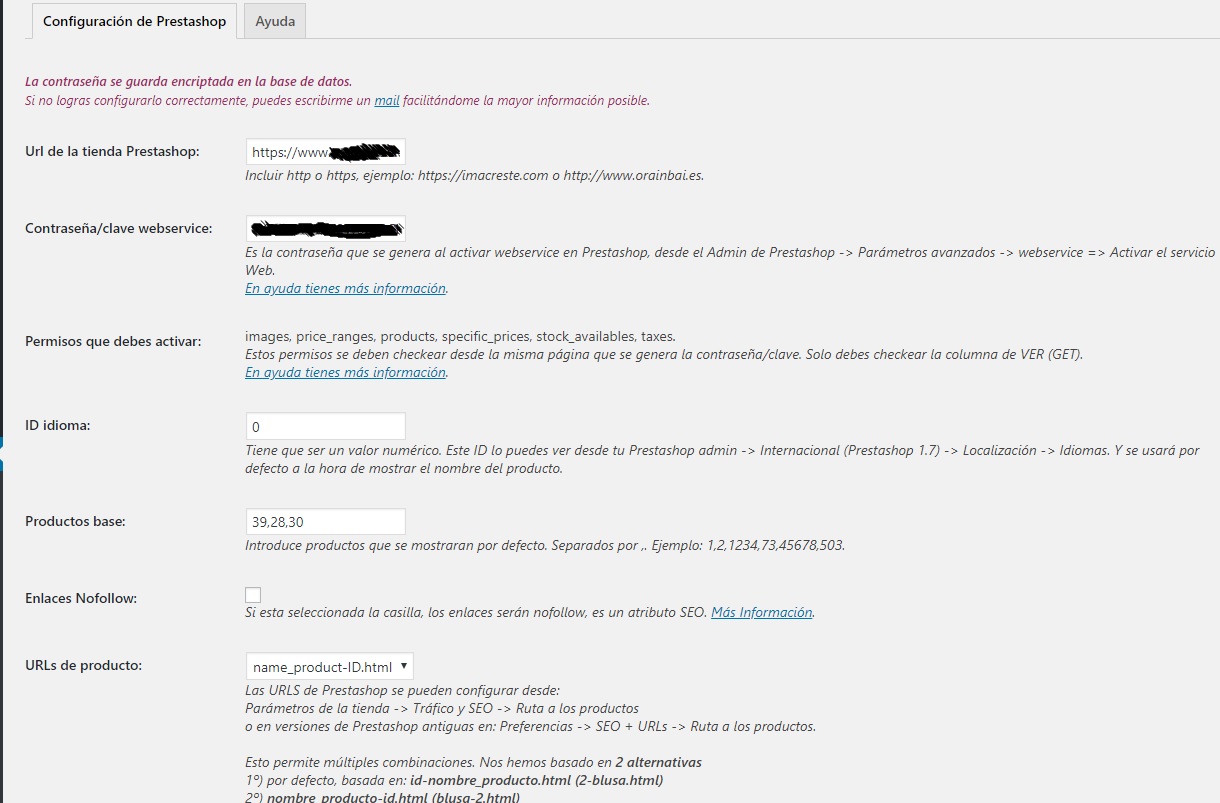 Configuración de Prestashop
Ayuda
La contraseña se guarda encriptada en la base de datos.
Si no logras configurarlo correctamente, puedes escribirme un mail facilitándome la mayor información posible.
Url de la tienda Prestashop:
https://www.
Incluir http o https, ejemplo: https://imacreste.com o http://www.orainbai.es.
Contraseña/clave webservice:
Es la contraseña que se genera al activar webservice en Prestashop, desde el Admin de Prestashop -> Parámetros avanzados -> webservice => Activar el servicio
Web.
En ayuda tienes más información.
Permisos que debes activar:
images, price_ranges, products, specific_prices, stock_availables, taxes.
Estos permisos se deben checkear desde la misma página que se genera la contraseña/clave. Solo debes checkear la columna de VER (GET).
En ayuda tienes más información.
ID idioma:
0
Tiene que ser un valor numérico. Este ID lo puedes ver desde tu Prestashop admin -> Internacional (Prestashop 1.7) -> Localización -> Idiomas. Y se usará por
defecto a la hora de mostrar el nombre del producto.
Productos base:
39,28,30
Introduce productos que se mostraran por defecto. Separados por ,. Ejemplo: 1,2,1234,73,45678,503.
Enlaces Nofollow:
Si esta seleccionada la casilla, los enlaces serán nofollow, es un atributo SEO. Más Información.
URLs de producto:
name_product-ID.html
Las URLS de Prestashop se pueden configurar desde:
Parámetros de la tienda -> Tráfico y SEO -> Ruta a los productos
o en versiones de Prestashop antiguas en: Preferencias -> SEO + URLs -> Ruta a los productos.
Esto permite múltiples combinaciones. Nos hemos basado en 2 alternativas
1º) por defecto, basada en: id-nombre_producto.html (2-blusa.html)
2º) nombre_producto-id.html (blusa-2.html)